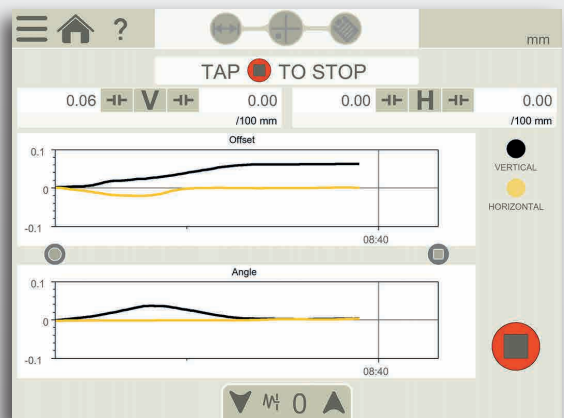 ?
mm
TAP TO STOP
0.06 V 0.00
/100 mm
0.00 H 0.00
/100 mm
Offset
0.1
0
-0.1
08:40
VERTICAL
HORIZONTAL
Angle
0.1
0
-0.1
08:40
0